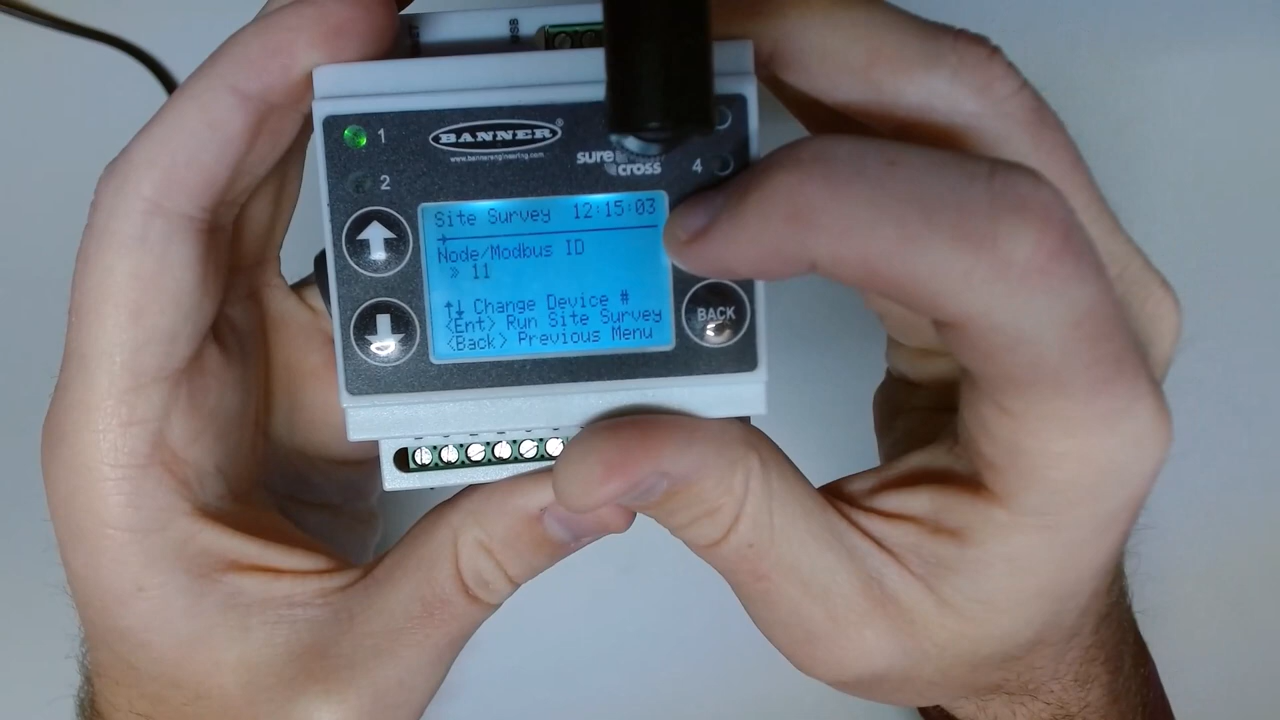 1
BANNER®
www.bannerengineering.com
2
sure cross
4
Site Survey 12:15:03
Node/Modbus ID
» 11
↑↓ Change Device #
<Ent> Run Site Survey
<Back> Previous Menu
BACK